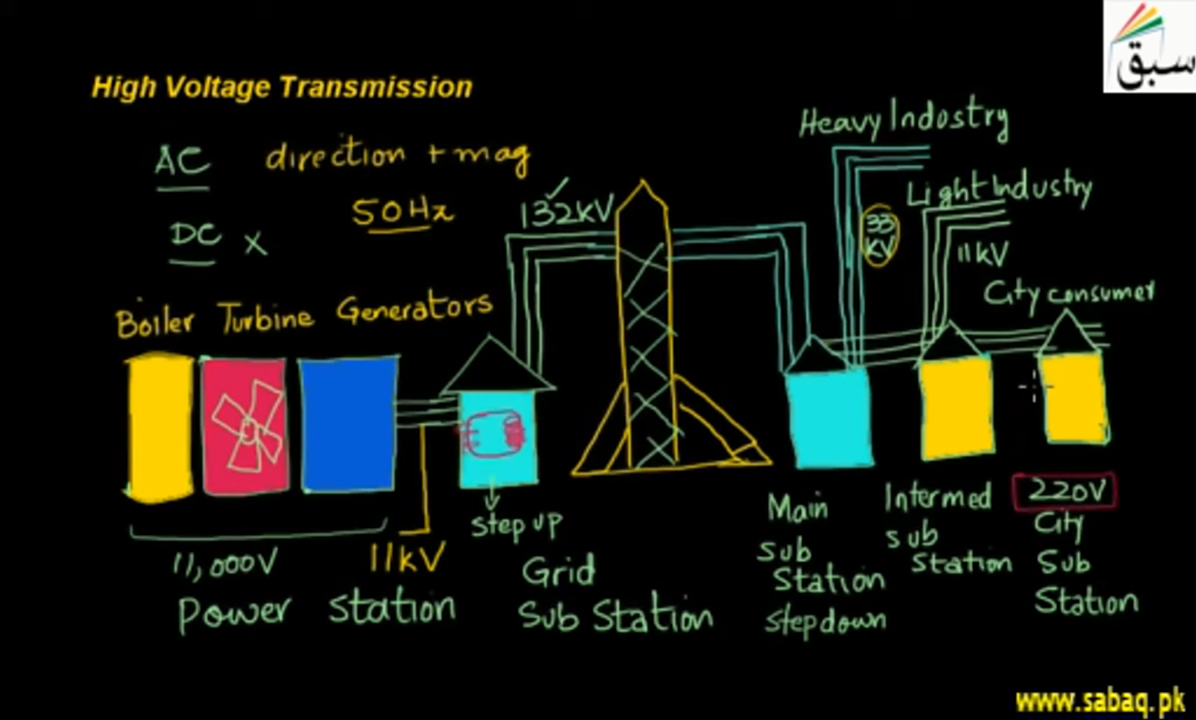 سبق
High Voltage Transmission
AC direction + mag
50Hz
DC x
132kV
Heavy Indostry
33
KV
Light Industry
11kV
City consumer
Boiler Turbine Generators
step up
11,000V
11kV
Power Station
Grid
Sub Station
Main
Sub
Station
stepdown
Intermed
sub
Station
220V
City
Sub
Station
www.sabaq.pk